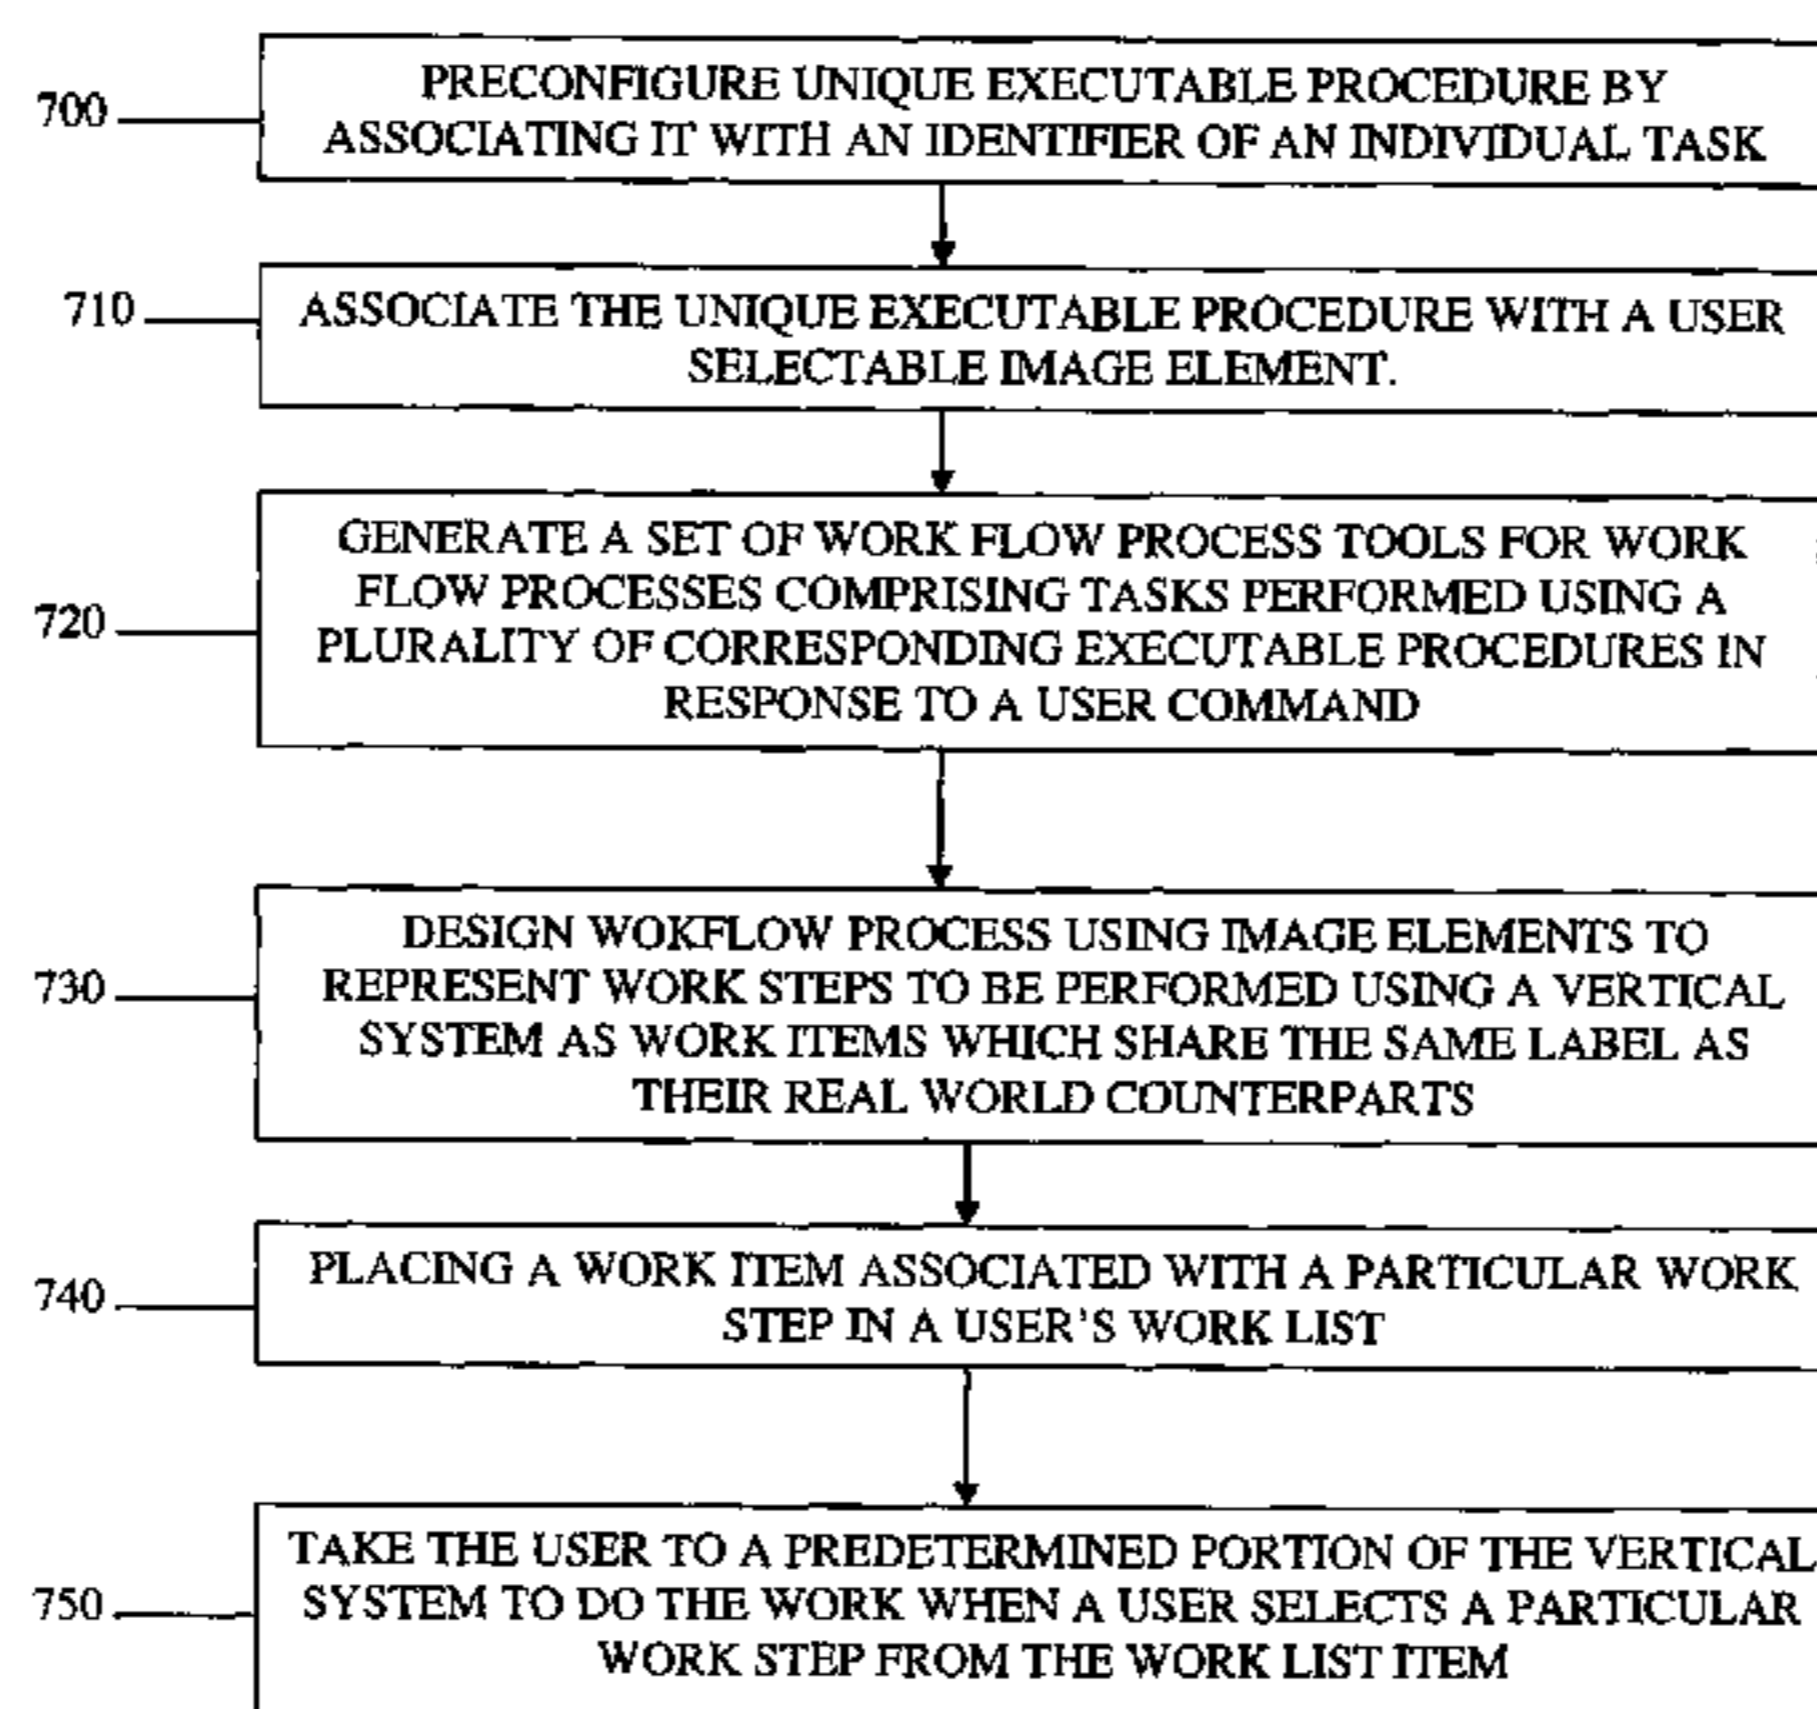 700
PRECONFIGURE UNIQUE EXECUTABLE PROCEDURE BY
ASSOCIATING IT WITH AN IDENTIFIER OF AN INDIVIDUAL TASK
710
ASSOCIATE THE UNIQUE EXECUTABLE PROCEDURE WITH A USER
SELECTABLE IMAGE ELEMENT.
720
GENERATE A SET OF WORK FLOW PROCESS TOOLS FOR WORK
FLOW PROCESSES COMPRISING TASKS PERFORMED USING A
PLURALITY OF CORRESPONDING EXECUTABLE PROCEDURES IN
RESPONSE TO A USER COMMAND
730
DESIGN WOKFLOW PROCESS USING IMAGE ELEMENTS TO
REPRESENT WORK STEPS TO BE PERFORMED USING A VERTICAL
SYSTEM AS WORK ITEMS WHICH SHARE THE SAME LABEL AS
THEIR REAL WORLD COUNTERPARTS
740
PLACING A WORK ITEM ASSOCIATED WITH A PARTICULAR WORK
STEP IN A USER'S WORK LIST
750
TAKE THE USER TO A PREDETERMINED PORTION OF THE VERTICAL
SYSTEM TO DO THE WORK WHEN A USER SELECTS A PARTICULAR
WORK STEP FROM THE WORK LIST ITEM